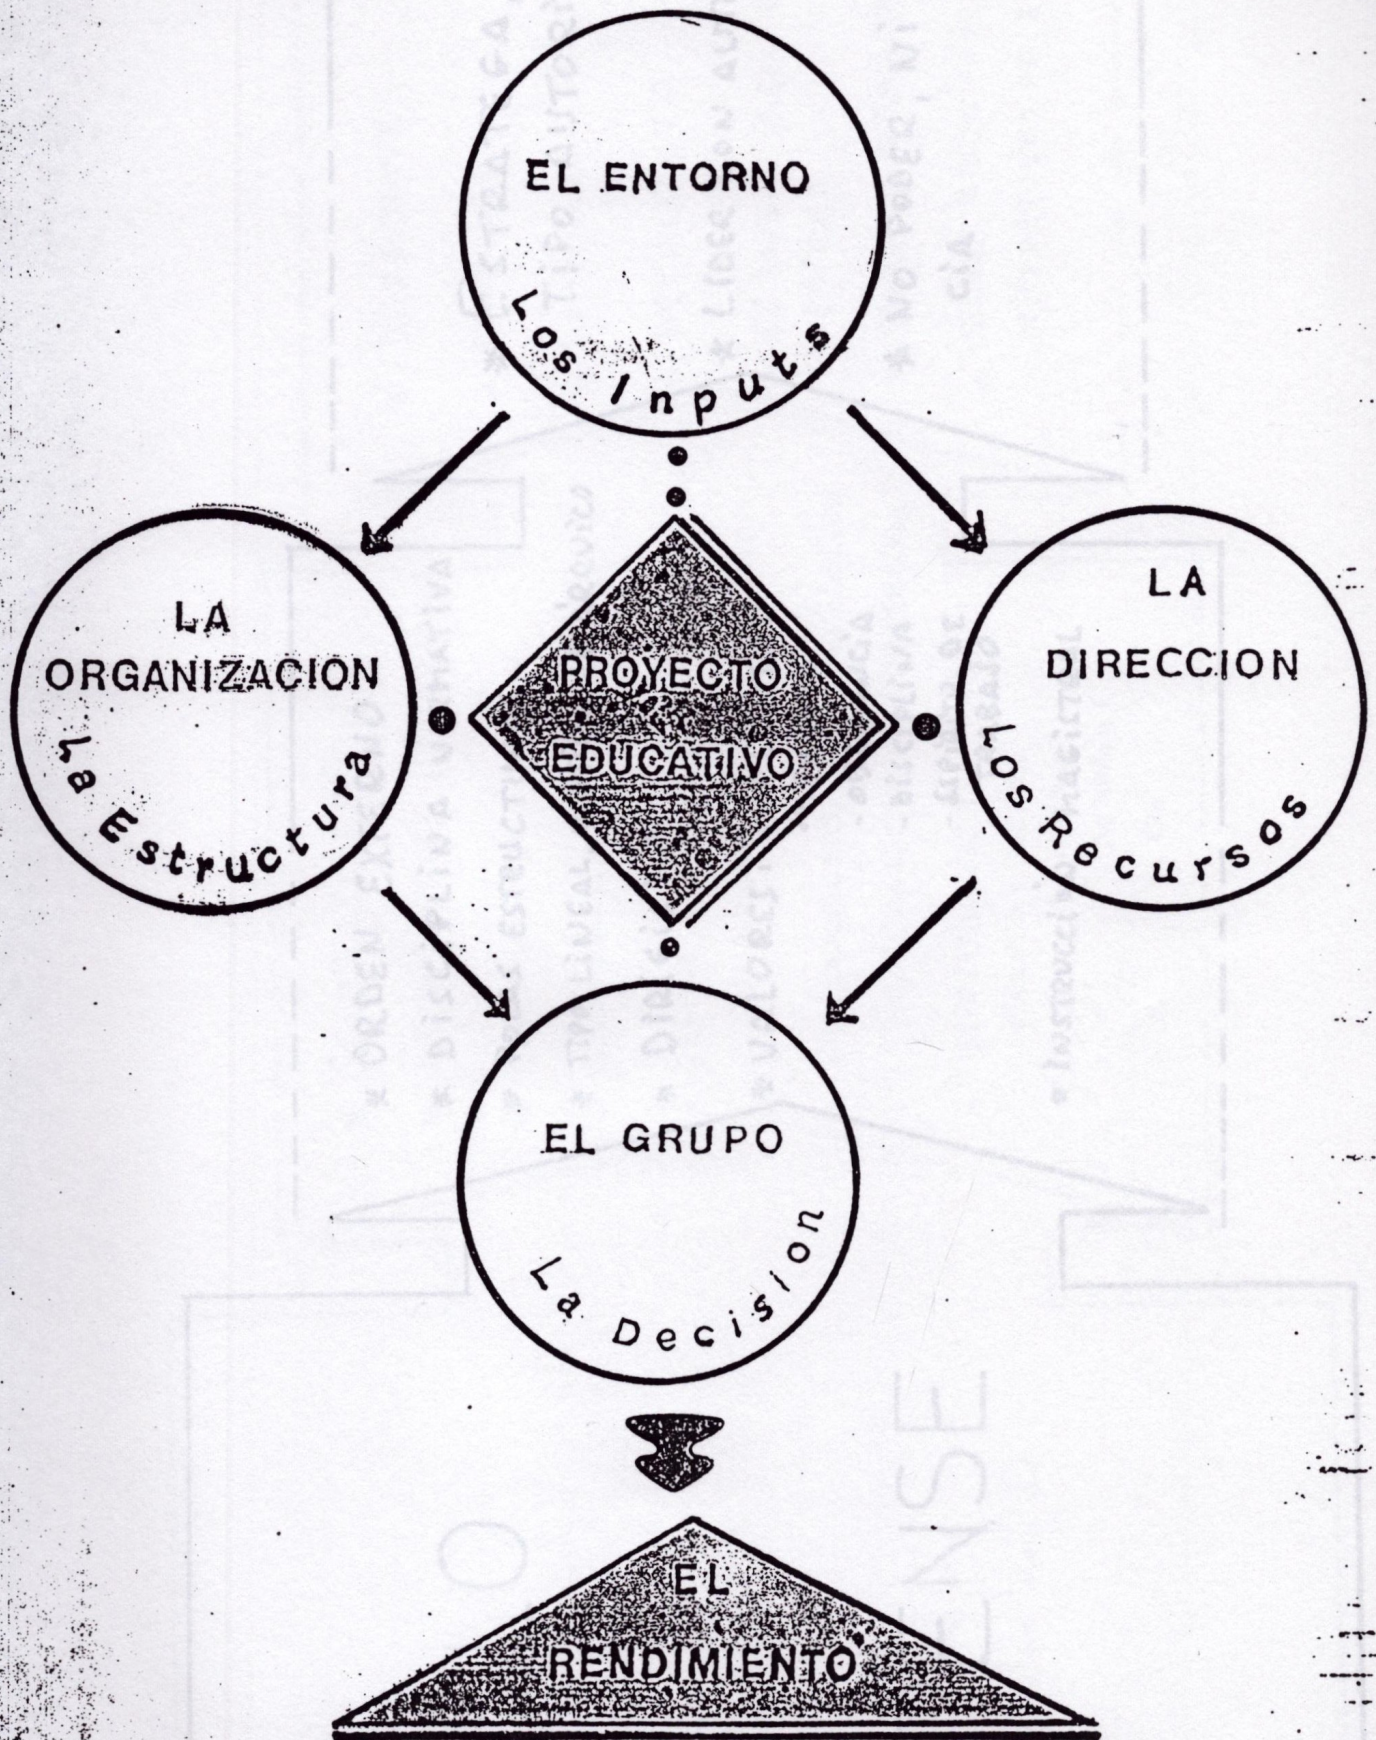 EL ENTORNO
Los Inputs
LA
ORGANIZACION
La Estructura
PROYECTO
EDUCATIVO
LA
DIRECCION
Los Recursos
EL GRUPO
La Decision
EL
RENDIMIENTO